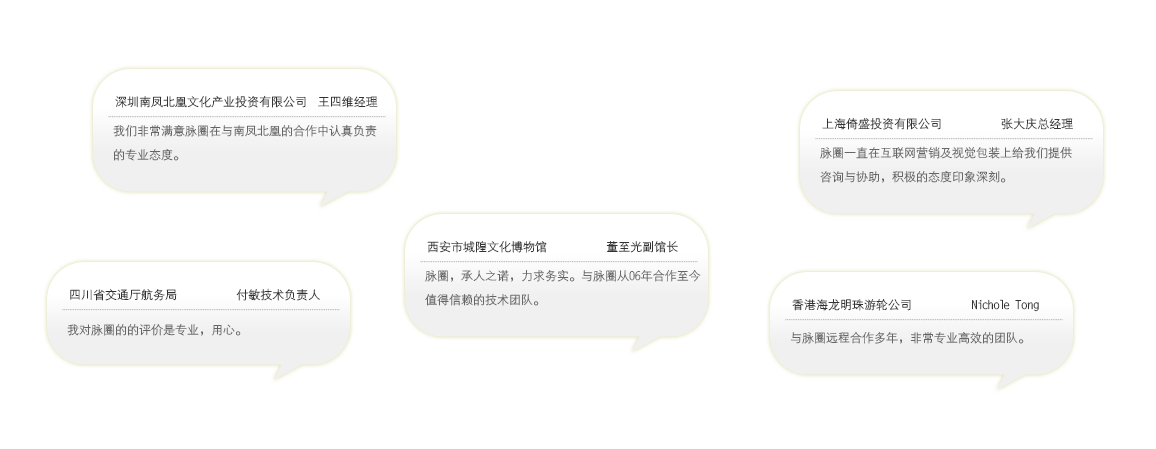 深圳南凤北凰文化产业投资有限公司 王四维经理
我们非常满意脉圈在与南凤北凰的合作中认真负责
的专业态度。
四川省交通厅航务局 付敏技术负责人
我对脉圈的的评价是专业，用心。
西安市城隍文化博物馆 董至光副馆长
脉圈，承人之诺，力求务实。与脉圈从06年合作至今
值得信赖的技术团队。
上海倚盛投资有限公司 张大庆总经理
脉圈一直在互联网营销及视觉包装上给我们提供
咨询与协助，积极的态度印象深刻。
香港海龙明珠游轮公司 Nichole Tong
与脉圈远程合作多年，非常专业高效的团队。